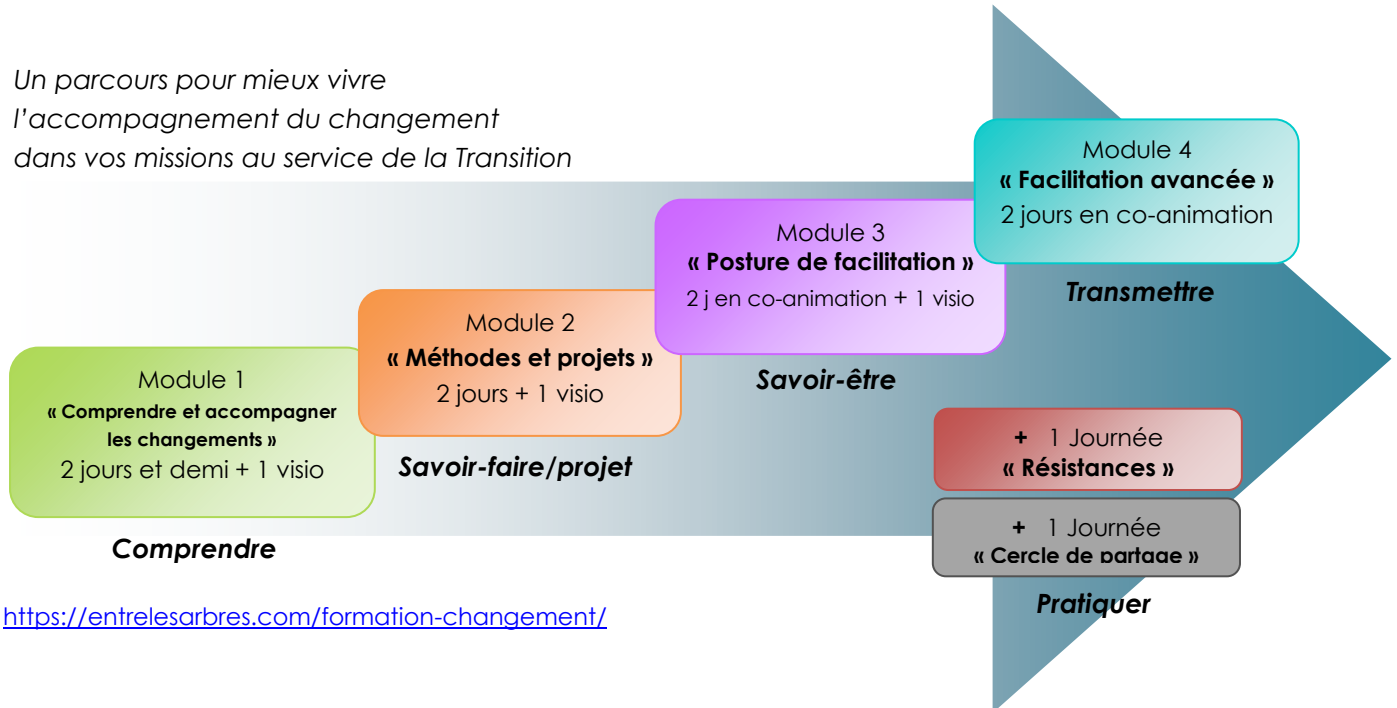 Un parcours pour mieux vivre
l’accompagnement du changement
dans vos missions au service de la Transition
Module 1
« Comprendre et accompagner
les changements »
2 jours et demi + 1 visio
Comprendre
Module 2
« Méthodes et projets »
2 jours + 1 visio
Savoir-faire/projet
Module 3
« Posture de facilitation »
2 j en co-animation + 1 visio
Savoir-être
Module 4
« Facilitation avancée »
2 jours en co-animation
Transmettre
+ 1 Journée
« Résistances »
+ 1 Journée
« Cercle de partage »
Pratiquer
https://entrelesarbres.com/formation-changement/